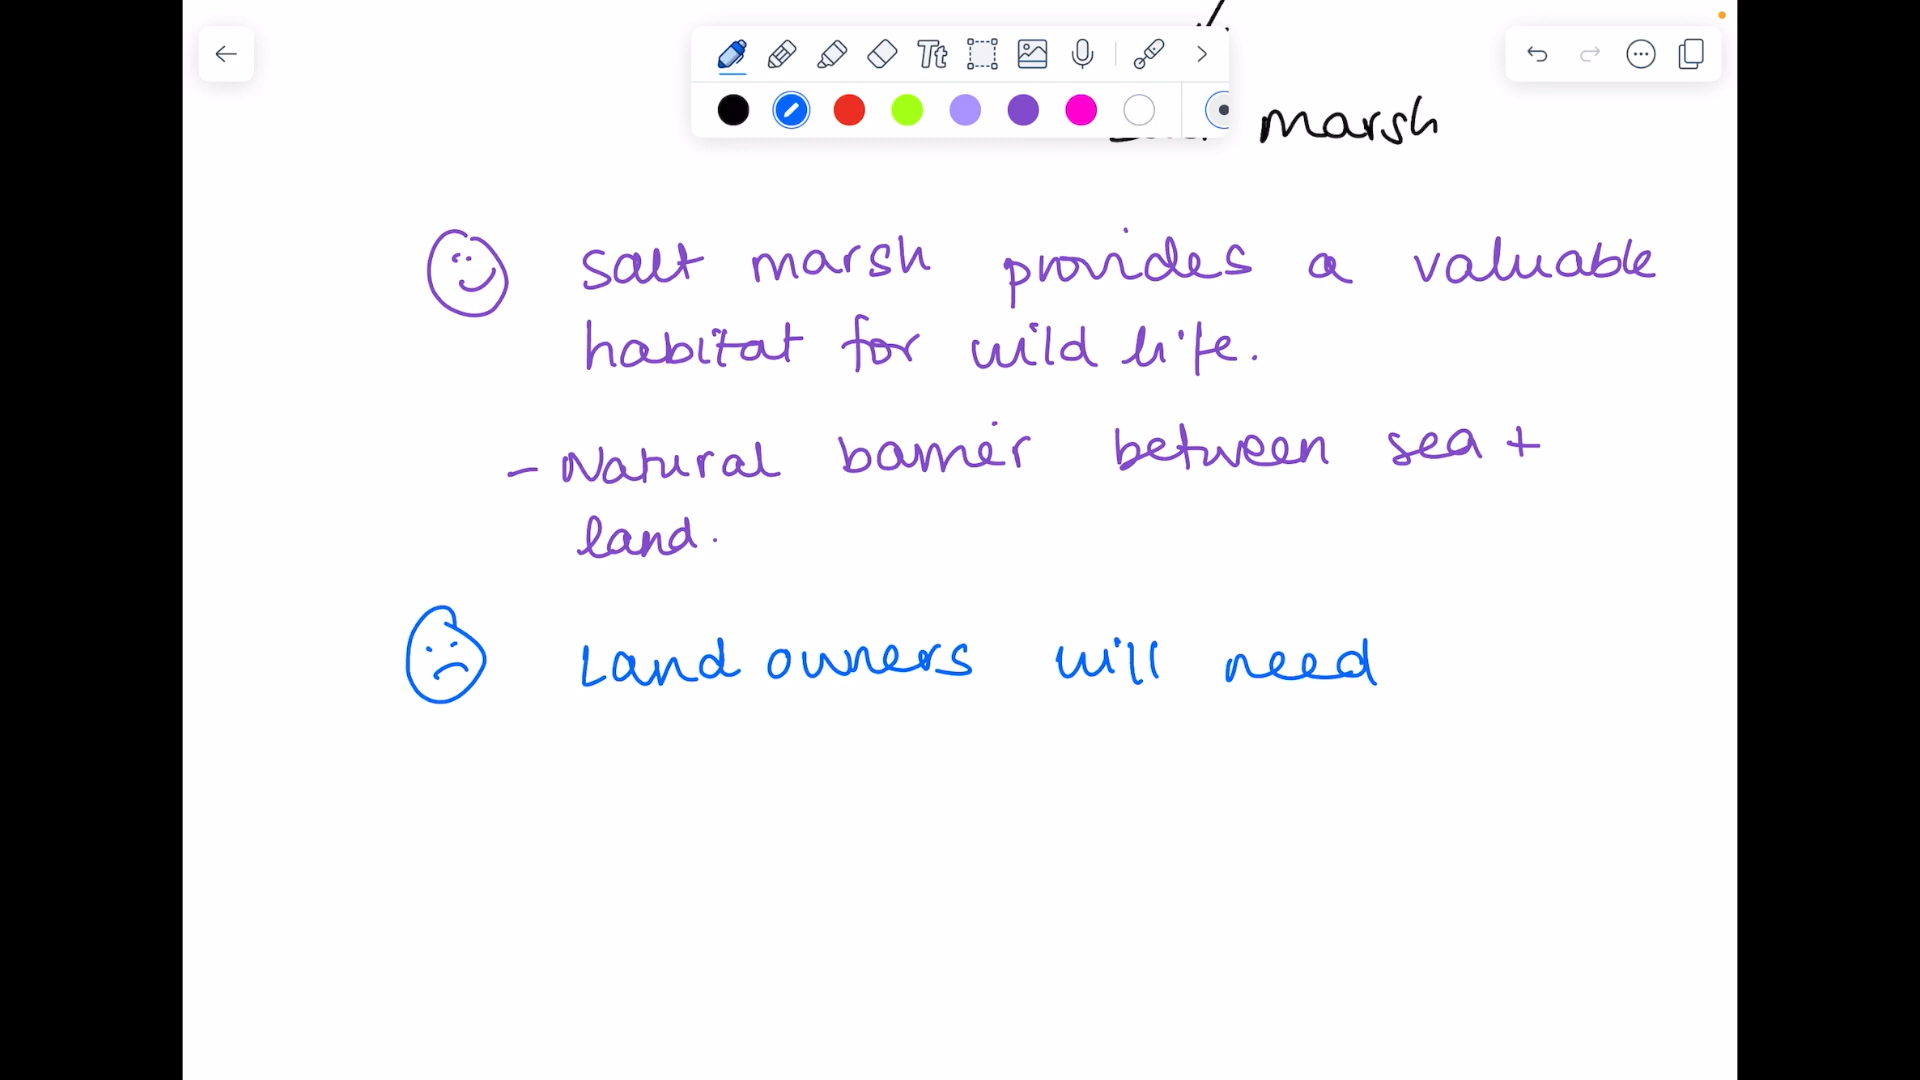 marsh
Salt marsh provides a valuable
habitat for wild life.
- Natural barrier between sea +
land.
Land owners will need